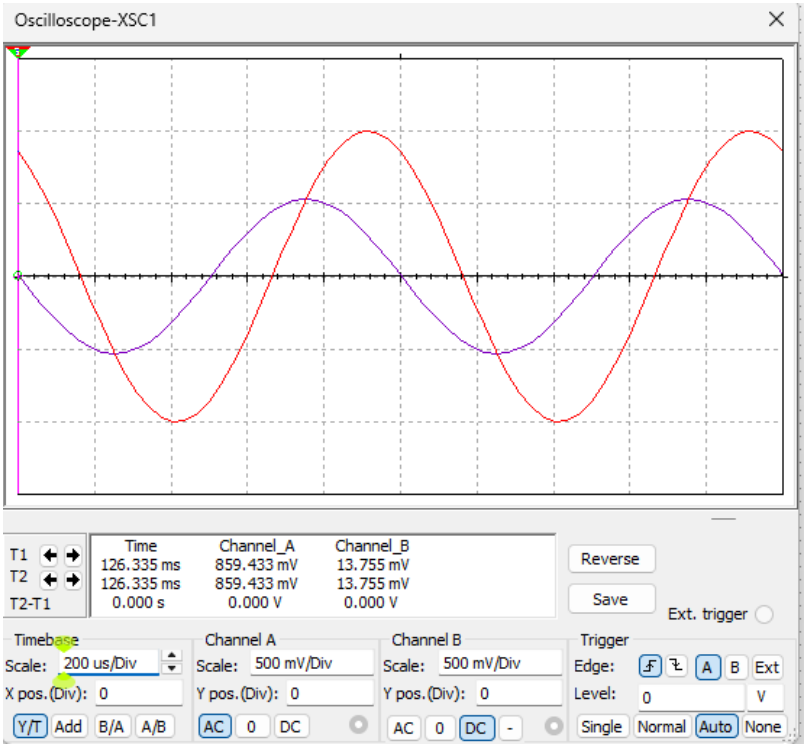 Oscilloscope-XSC1
T1 T2 T2-T1
Time Channel_A Channel_B
126.335 ms 859.433 mV 13.755 mV
126.335 ms 859.433 mV 13.755 mV
0.000 s 0.000 V 0.000 V
Reverse
Save
Ext. trigger
Timebase
Scale: 200 us/Div
X pos.(Div): 0
Y/T Add B/A A/B
Channel A
Scale: 500 mV/Div
Y pos.(Div): 0
AC 0 DC
Channel B
Scale: 500 mV/Div
Y pos.(Div): 0
AC 0 DC -
Trigger
Edge: A B Ext
Level: 0 V
Single Normal Auto None